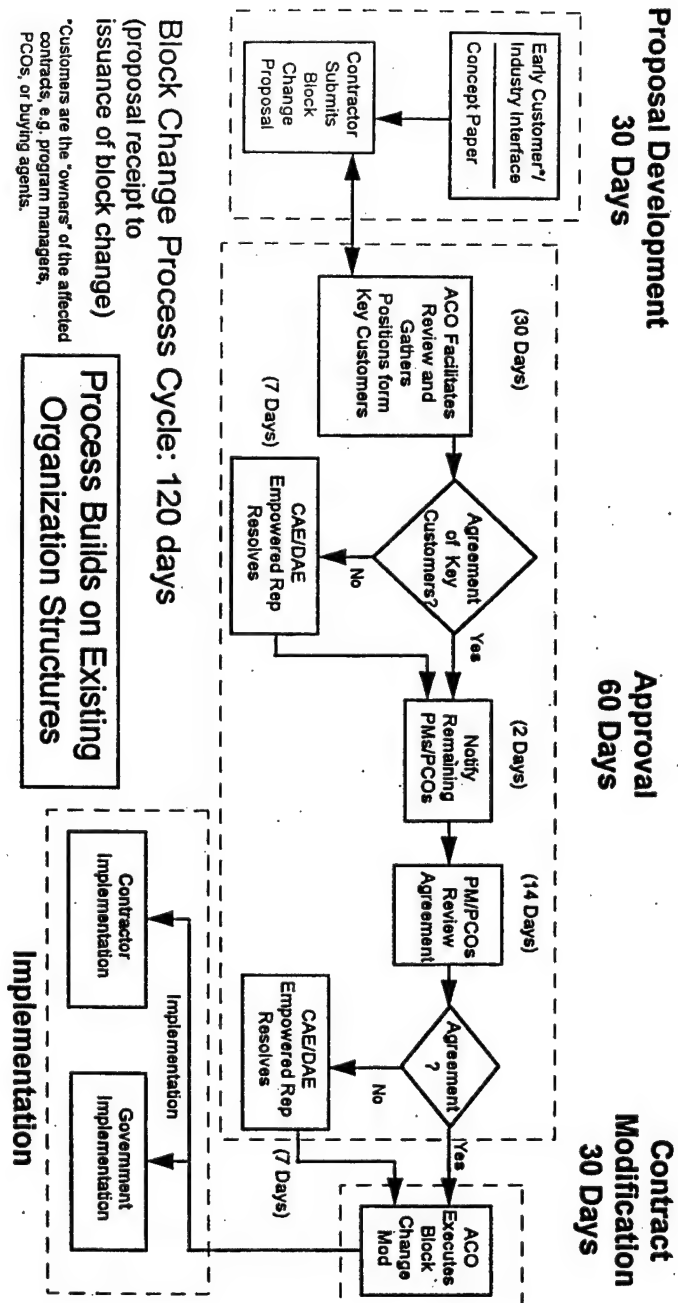 Proposal Development
30 Days
Approval
60 Days
Contract
Modification
30 Days
Early Customer*/
Industry Interface
Concept Paper
Contractor
Submits
Block
Change
Proposal
(30 Days)
ACO Facilitates
Review and
Gathers
Positions form
Key Customers
Agreement
of Key
Customers?
Yes
No
(7 Days)
CAE/DAE
Empowered Rep
Resolves
(2 Days)
Notify
Remaining
PMs/PCOs
(14 Days)
PM/PCOs
Review
Agreement
Agreement
?
Yes
No
CAE/DAE
Empowered Rep
Resolves
(7 Days)
ACO
Executes
Block
Change
Mod
Block Change Process Cycle: 120 days
(proposal receipt to
issuance of block change)
*Customers are the "owners" of the affected
contracts, e.g. program managers,
PCOs, or buying agents.
Process Builds on Existing
Organization Structures
Implementation
Contractor
Implementation
Government
Implementation
Implementation